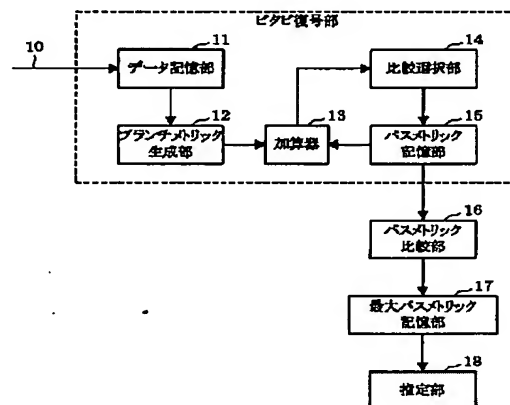 ビタビ復号部
10
11
データ記憶部
14
比較選択部
12
ブランチメトリック
生成部
13
加算器
15
パスメトリック
記憶部
16
パスメトリック
比較部
17
最大パスメトリック
記憶部
18
推定部